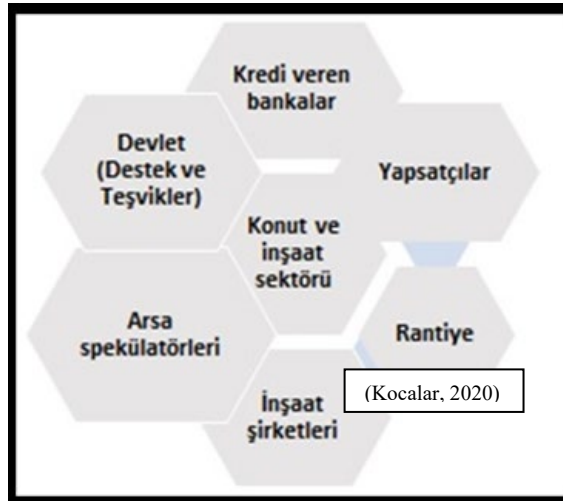 Kredi veren
bankalar
Devlet
(Destek ve
Teşvikler)
Yapsatçılar
Konut ve
inşaat
sektörü
Arsa
spekülatörleri
Rantiye
(Kocalar, 2020)
İnşaat
şirketleri